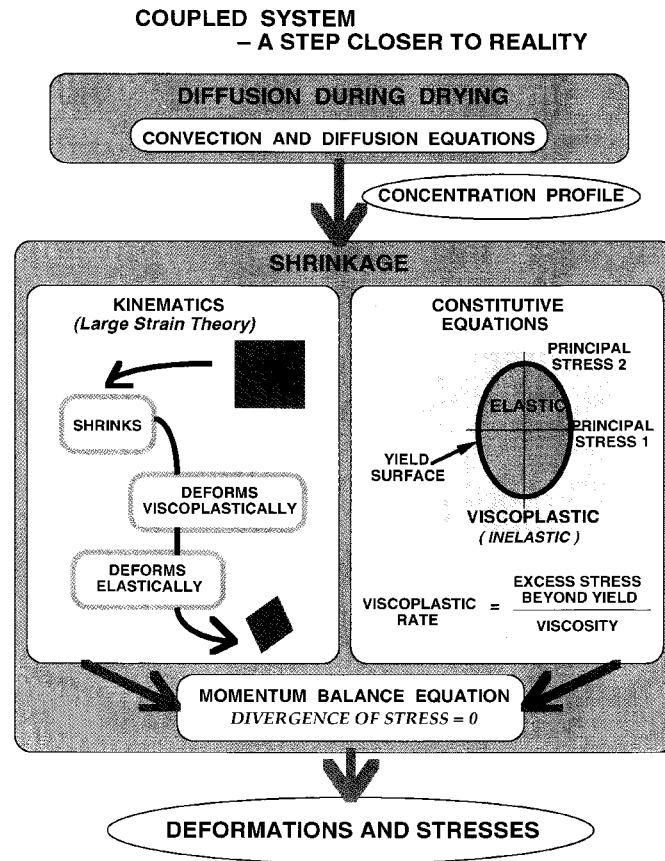 COUPLED SYSTEM
– A STEP CLOSER TO REALITY
DIFFUSION DURING DRYING
CONVECTION AND DIFFUSION EQUATIONS
CONCENTRATION PROFILE
SHRINKAGE
KINEMATICS
(Large Strain Theory)
SHRINKS
DEFORMS
VISCOPLASTICALLY
DEFORMS
ELASTICALLY
CONSTITUTIVE
EQUATIONS
PRINCIPAL
STRESS 2
ELASTIC
PRINCIPAL
STRESS 1
YIELD
SURFACE
VISCOPLASTIC
( INELASTIC )
VISCOPLASTIC
RATE
=
EXCESS STRESS
BEYOND YIELD
VISCOSITY
MOMENTUM BALANCE EQUATION
DIVERGENCE OF STRESS = 0
DEFORMATIONS AND STRESSES